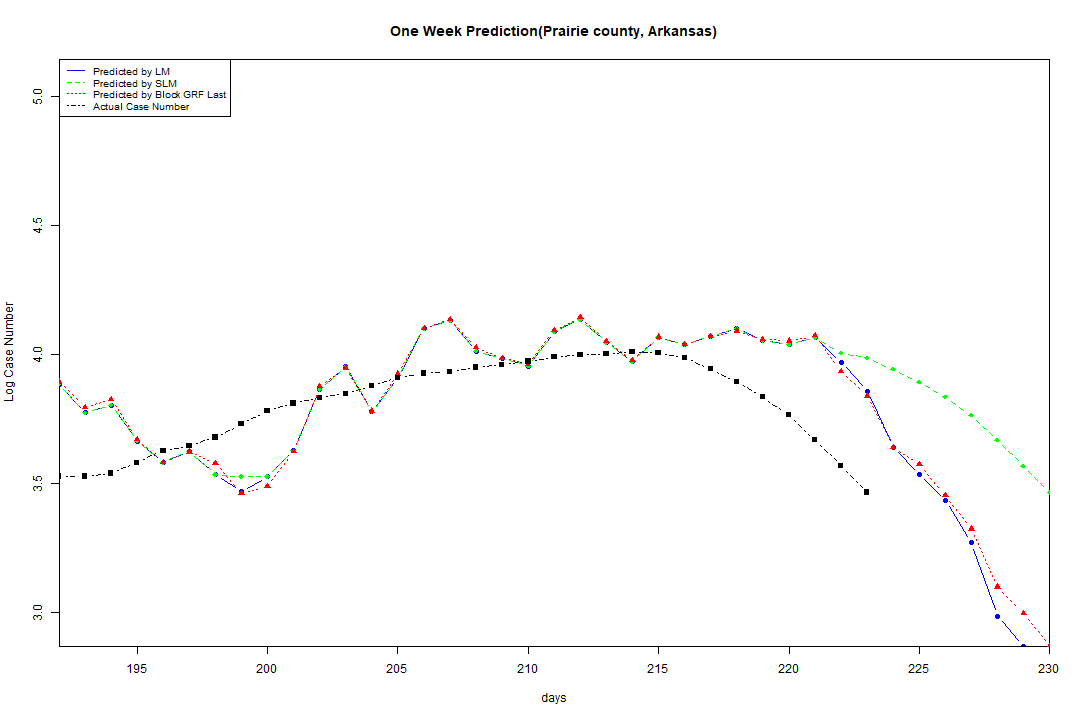 One Week Prediction(Prairie county, Arkansas)
Predicted by LM
Predicted by SLM
Predicted by Block GRF Last
Actual Case Number
Log Case Number
5.0
4.5
4.0
3.5
3.0
195 200 205 210 215 220 225 230
days